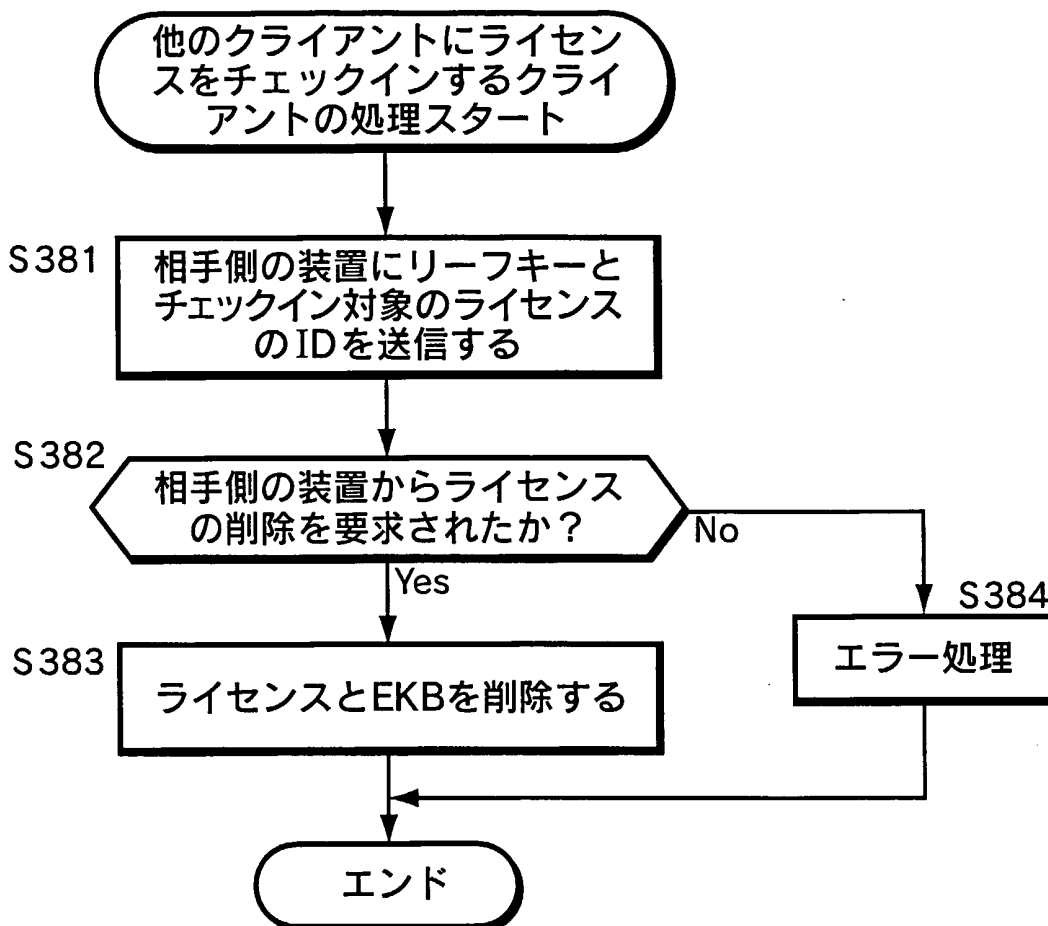 他のクライアントにライセン
スをチェックインするクライ
アントの処理スタート
S381
相手側の装置にリーフキーと
チェックイン対象のライセンス
のIDを送信する
S382
相手側の装置からライセンス
の削除を要求されたか？
No
Yes
S384
エラー処理
S383
ライセンスとEKBを削除する
エンド